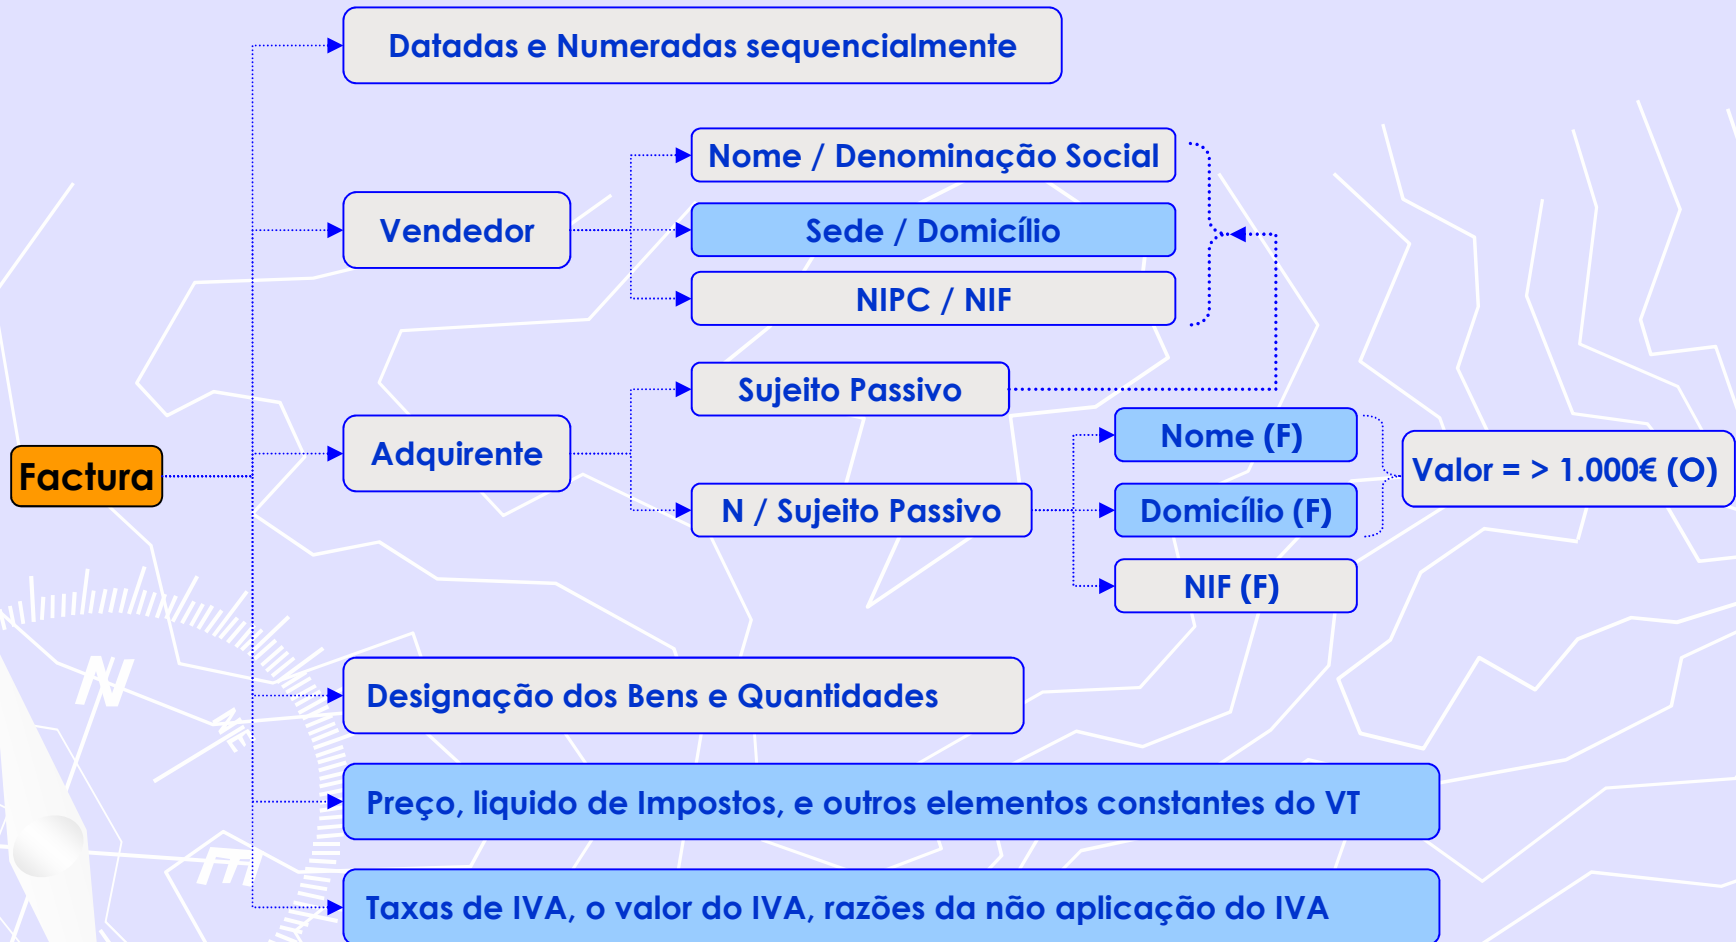 Datadas e Numeradas sequencialmente
Nome / Denominação Social
Vendedor
Sede / Domicílio
NIPC / NIF
Sujeito Passivo
Adquirente
Nome (F)
Valor = > 1.000€ (O)
Factura
N / Sujeito Passivo
Domicílio (F)
NIF (F)
Designação dos Bens e Quantidades
N
NE
Preço, liquido de Impostos, e outros elementos constantes do VT
E
Taxas de IVA, o valor do IVA, razões da não aplicação do IVA